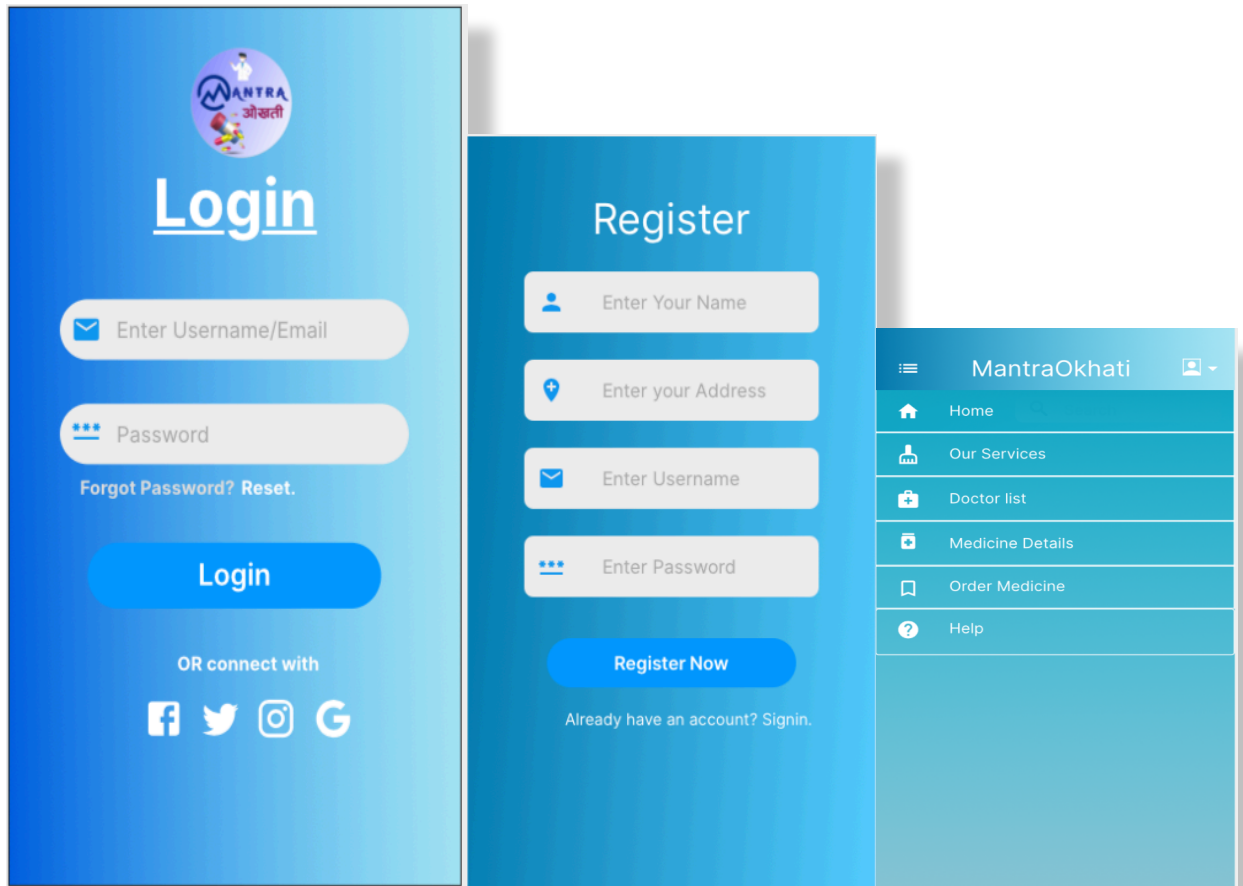 MANTRA
ओखती
Login
Enter Username/Email
Password
Forgot Password? Reset.
Login
OR connect with
Register
Enter Your Name
Enter your Address
Enter Username
Enter Password
Register Now
Already have an account? Signin.
MantraOkhati
Home
Our Services
Doctor list
Medicine Details
Order Medicine
Help